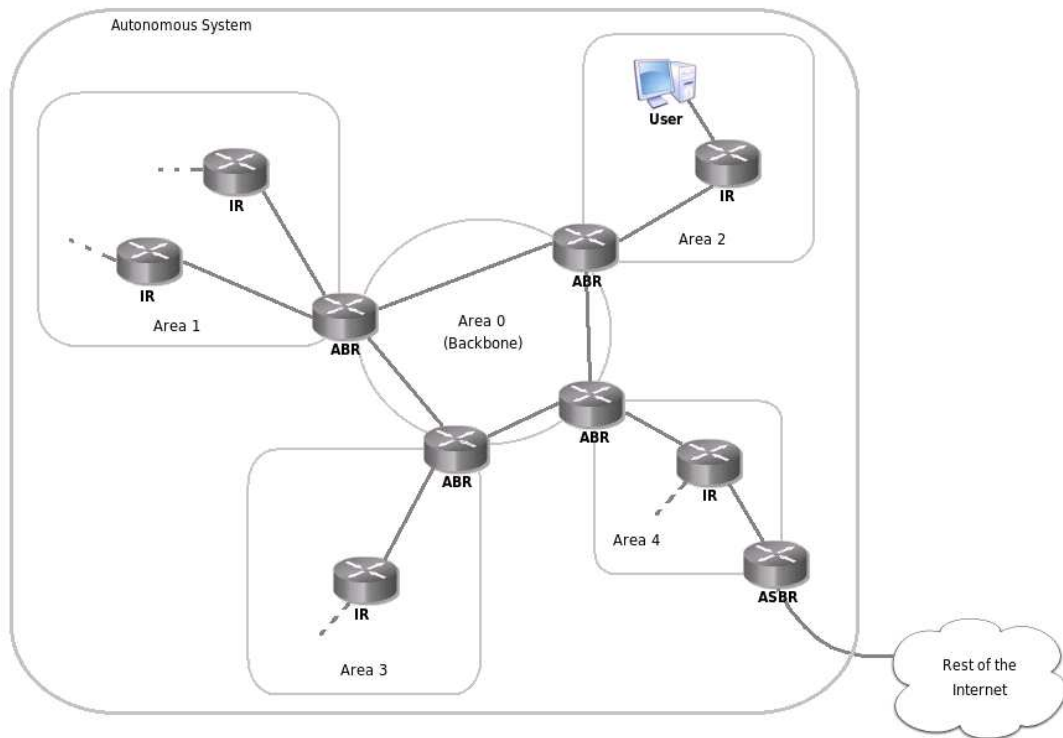 Autonomous System
User
IR
IR
Area 2
ABR
IR
Area 1
ABR
Area 0
(Backbone)
ABR
ABR
IR
Area 4
IR
ASBR
Area 3
Rest of the
Internet